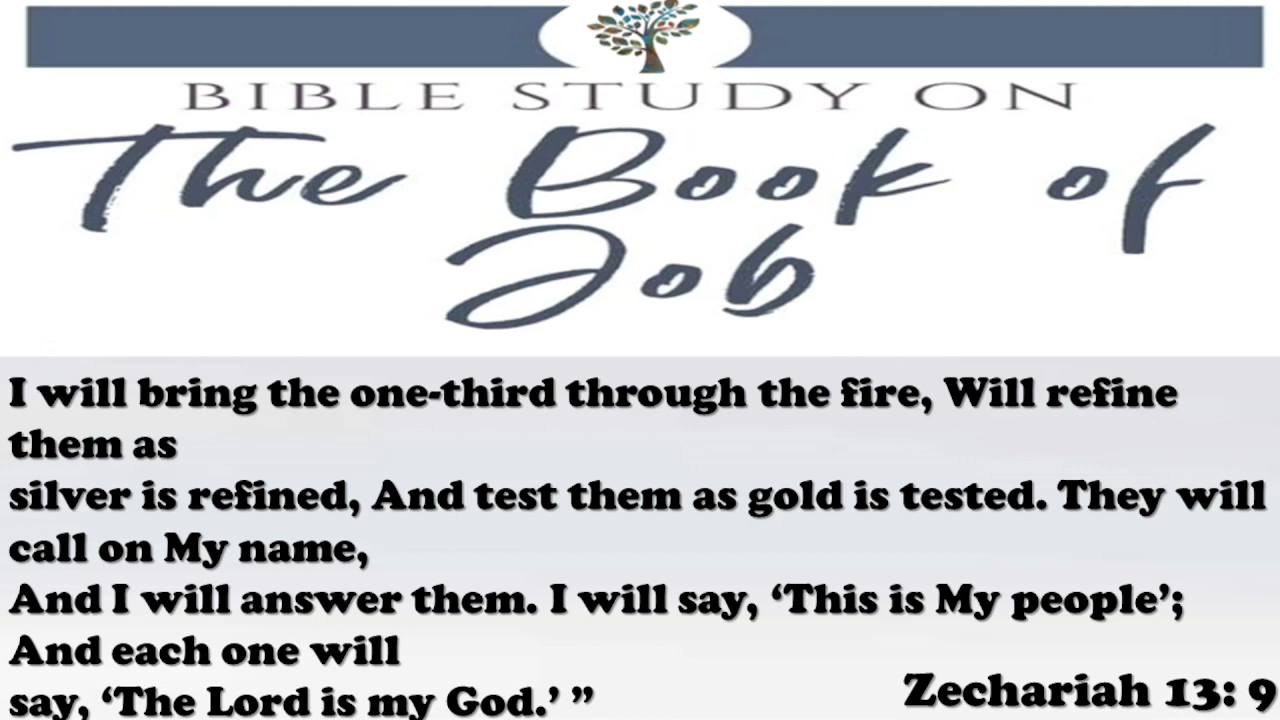 BIBLE STUDY ON
The Book of
Job
I will bring the one-third through the fire, Will refine
them as
silver is refined, And test them as gold is tested. They will
call on My name,
And I will answer them. I will say, ‘This is My people’;
And each one will
say, ‘The Lord is my God.’ ”
Zechariah 13: 9